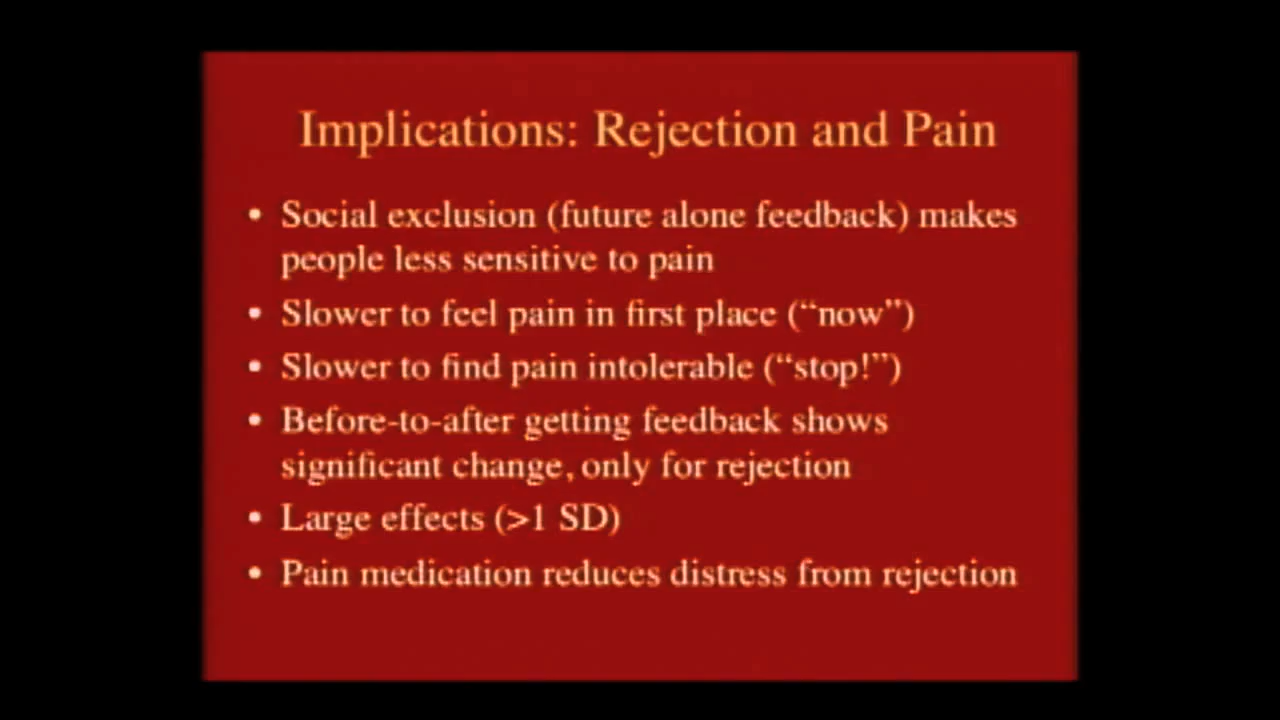 Implications: Rejection and Pain
• Social exclusion (future alone feedback) makes
people less sensitive to pain
• Slower to feel pain in first place (“now”)
• Slower to find pain intolerable (“stop!”)
• Before-to-after getting feedback shows
significant change, only for rejection
• Large effects (>1 SD)
• Pain medication reduces distress from rejection